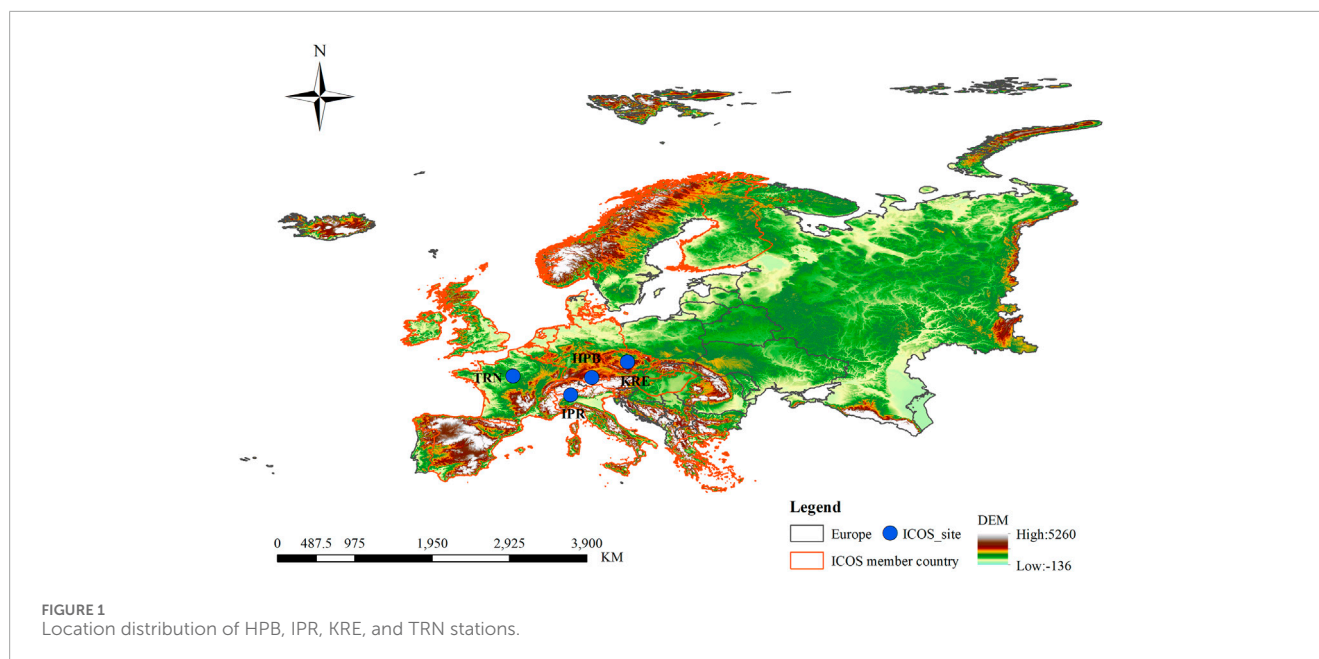 N
HPB
TRN
KRE
IPR
Legend
Europe
ICOS_site
ICOS member country
DEM
High:5260
Low:-136
0 487.5 975 1,950 2,925 3,900
KM
FIGURE 1
Location distribution of HPB, IPR, KRE, and TRN stations.